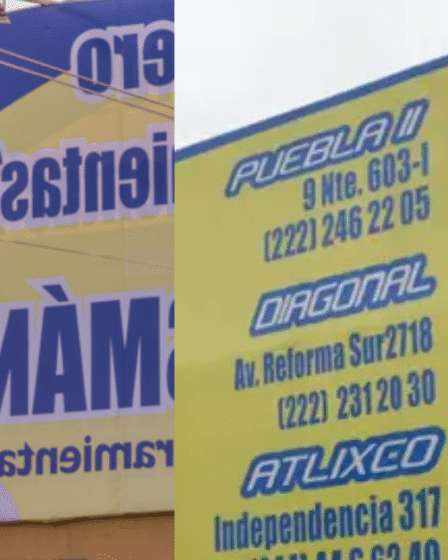 ero
ientas
MÁN
ramienta
PUEBLA II
9 Nte. 603-I
(222) 246 22 05
DIAGONAL
Av. Reforma Sur2718
(222) 231 20 30
ATLIXCO
Independencia 317